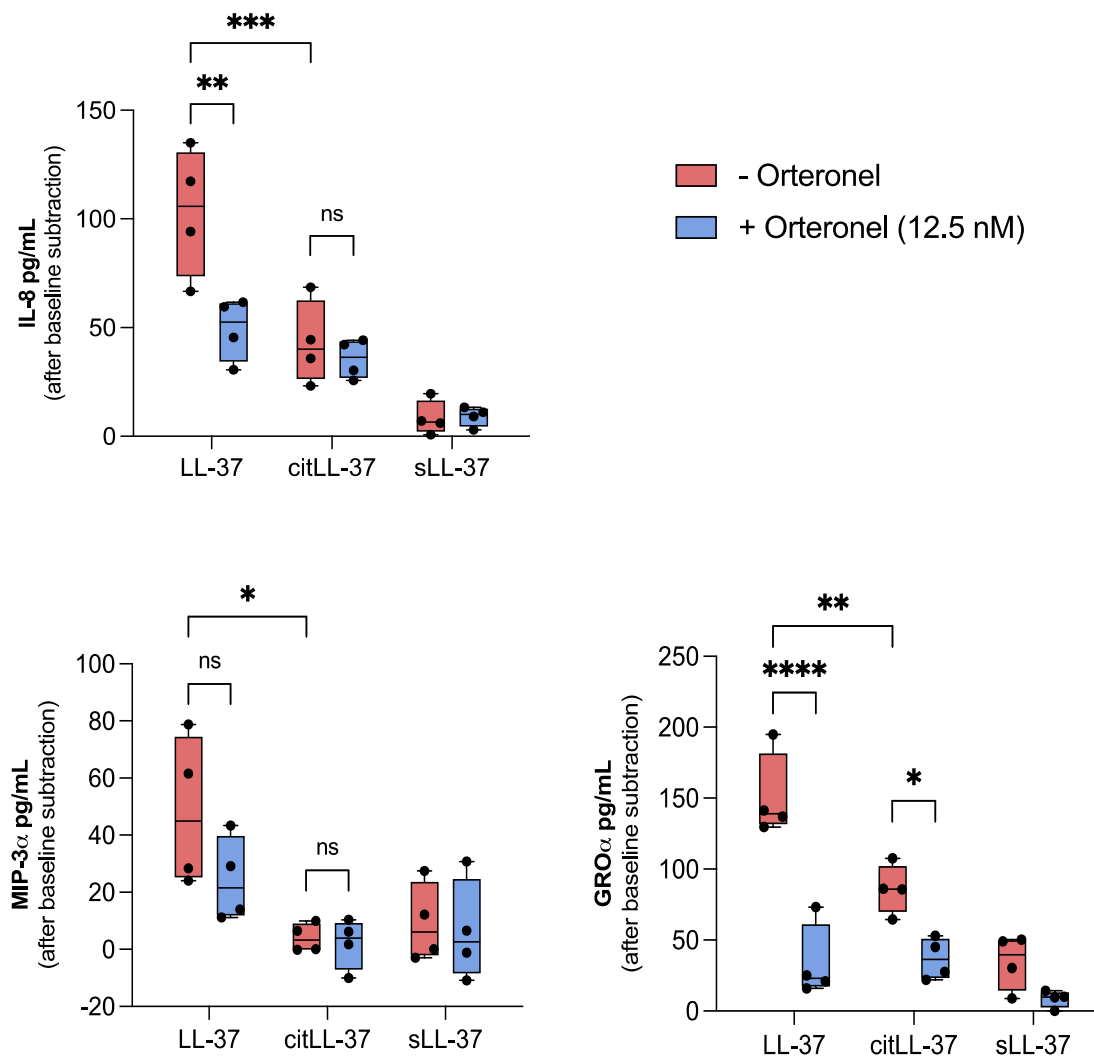 ***
**
ns
150
100
50
0
IL-8 pg/mL
(after baseline subtraction)
LL-37
citLL-37
sLL-37
- Orteronel
+ Orteronel (12.5 nM)
*
ns
ns
100
80
60
40
20
0
-20
MIP-3α pg/mL
(after baseline subtraction)
LL-37
citLL-37
sLL-37
**
****
*
250
200
150
100
50
0
GROα pg/mL
(after baseline subtraction)
LL-37
citLL-37
sLL-37